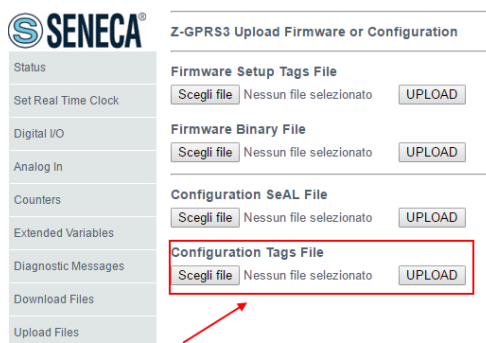 SENECA®
Z-GPRS3 Upload Firmware or Configuration
Status
Set Real Time Clock
Digital I/O
Analog In
Counters
Extended Variables
Diagnostic Messages
Download Files
Upload Files
Firmware Setup Tags File
Scegli file Nessun file selezionato UPLOAD
Firmware Binary File
Scegli file Nessun file selezionato UPLOAD
Configuration SeAL File
Scegli file Nessun file selezionato UPLOAD
Configuration Tags File
Scegli file Nessun file selezionato UPLOAD